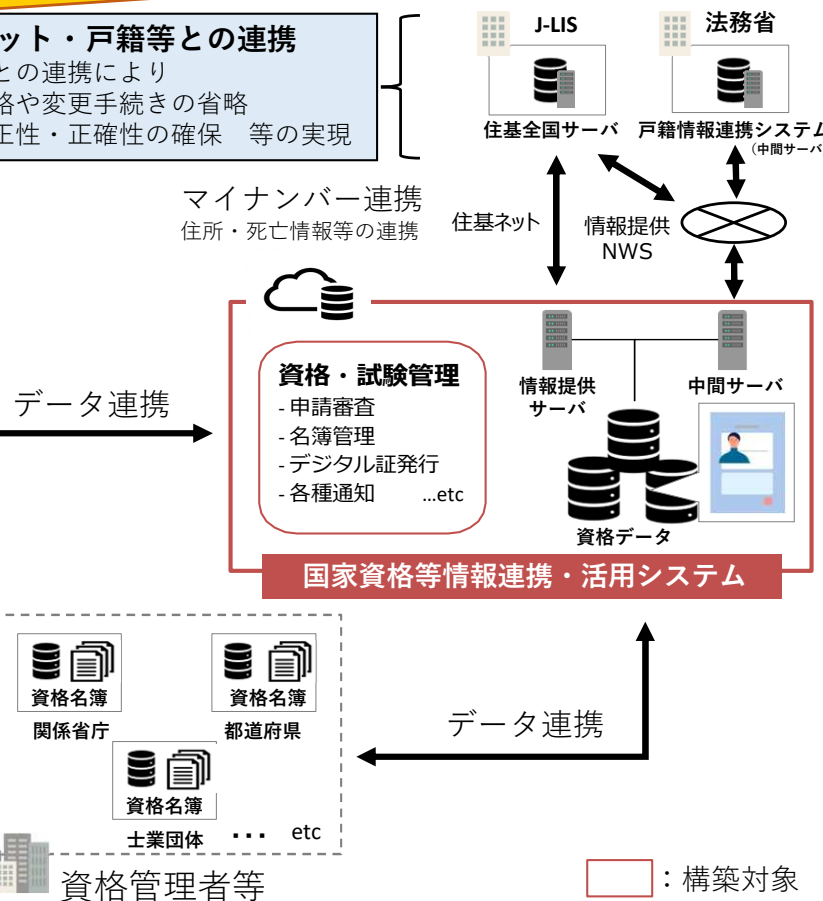 ット・戸籍等との連携
との連携により
格や変更手続きの省略
正性・正確性の確保　等の実現
J-LIS
法務省
住基全国サーバ
戸籍情報連携システム
（中間サーバ
マイナンバー連携
住所・死亡情報等の連携
住基ネット
情報提供
NWS
データ連携
資格・試験管理
- 申請審査
- 名簿管理
- デジタル証発行
- 各種通知　…etc
情報提供
サーバ
中間サーバ
資格データ
国家資格等情報連携・活用システム
資格名簿
関係省庁
資格名簿
都道府県
資格名簿
士業団体
・・・ etc
データ連携
資格管理者等
：構築対象